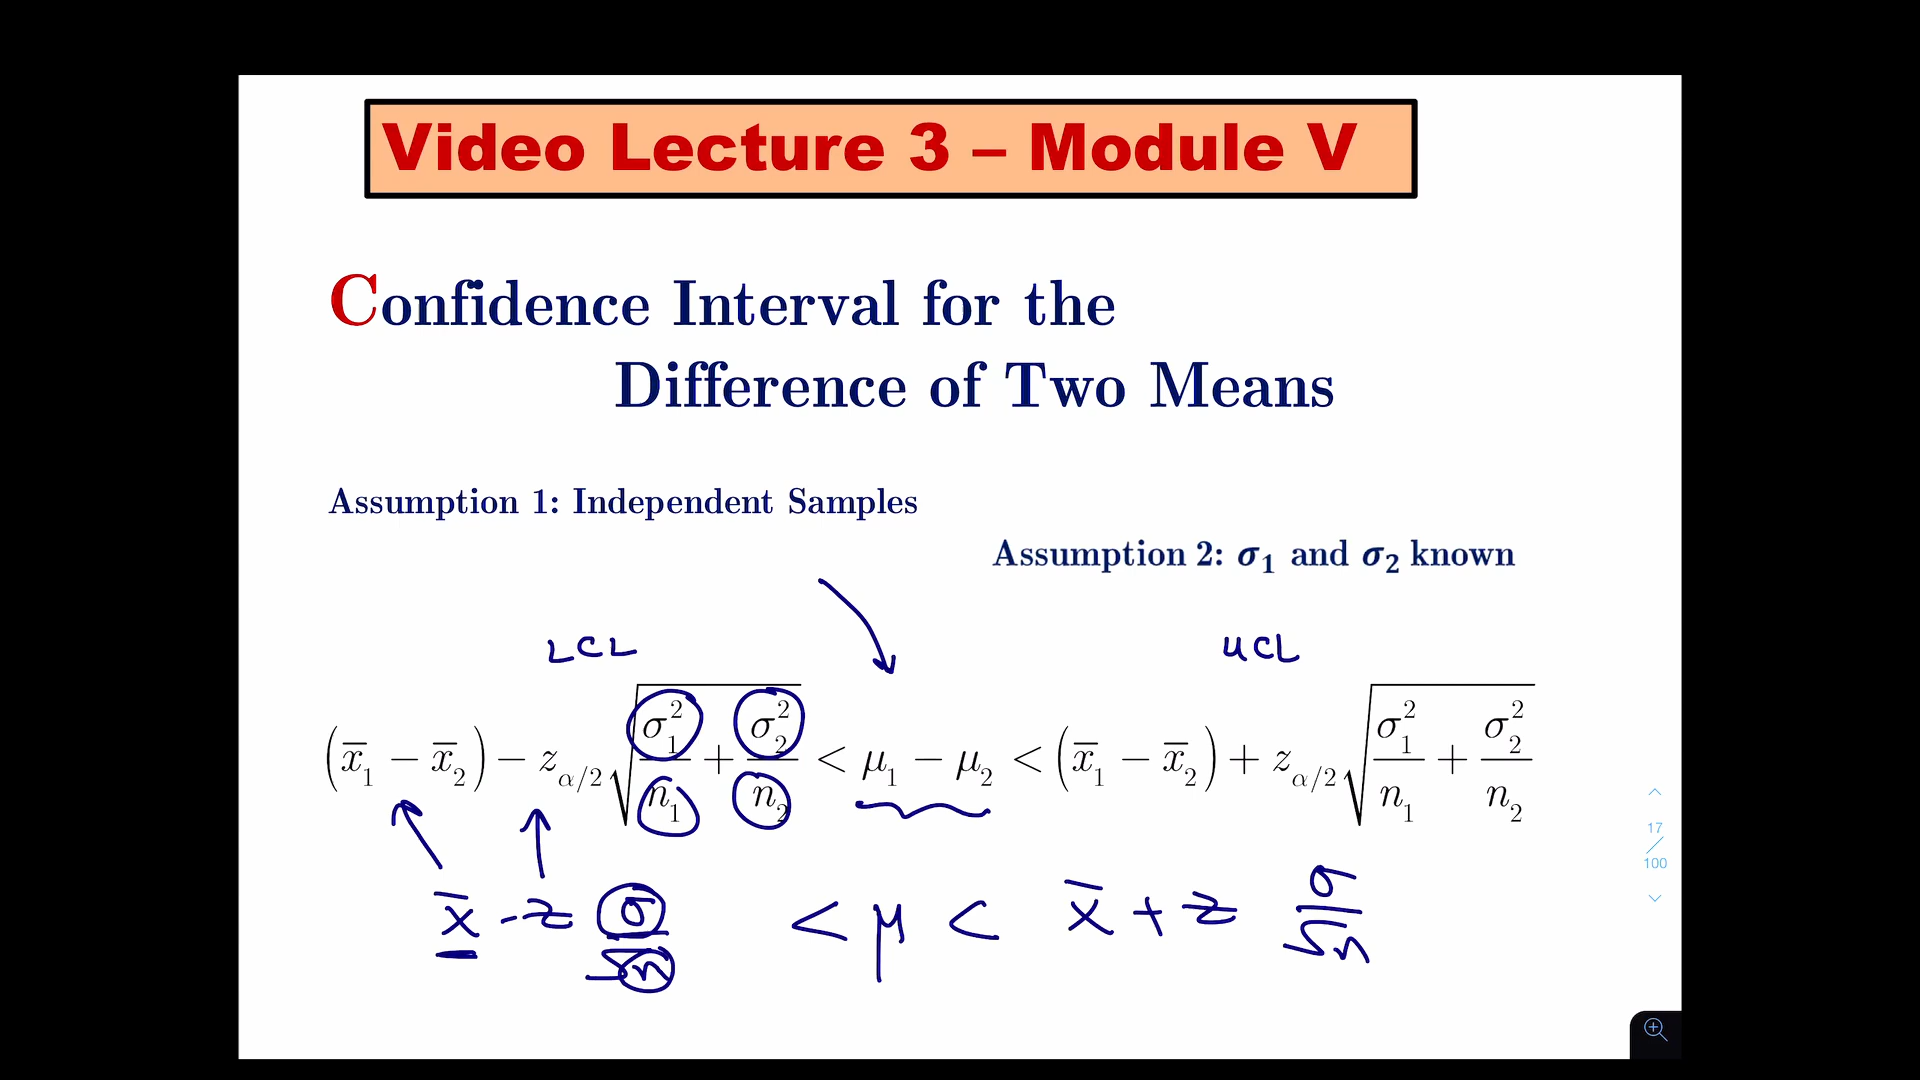 Video Lecture 3 – Module V
Confidence Interval for the
Difference of Two Means
Assumption 1: Independent Samples
Assumption 2: σ₁ and σ₂ known
LCL UCL
(x̄₁ − x̄₂) − z_{α/2} √(σ₁²/n₁ + σ₂²/n₂) < μ₁ − μ₂ < (x̄₁ − x̄₂) + z_{α/2} √(σ₁²/n₁ + σ₂²/n₂)
x̄ - z σ/√n < μ < x̄ + z σ/√n
17
/
100